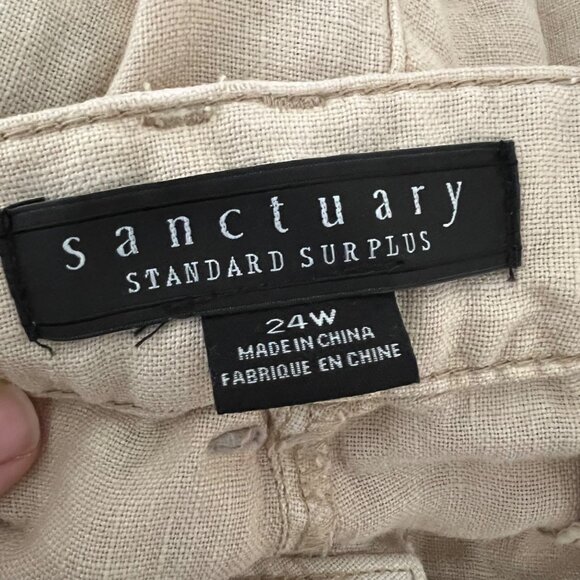 sanctuary
STANDARD SURPLUS
24W
MADE IN CHINA
FABRIQUE EN CHINE